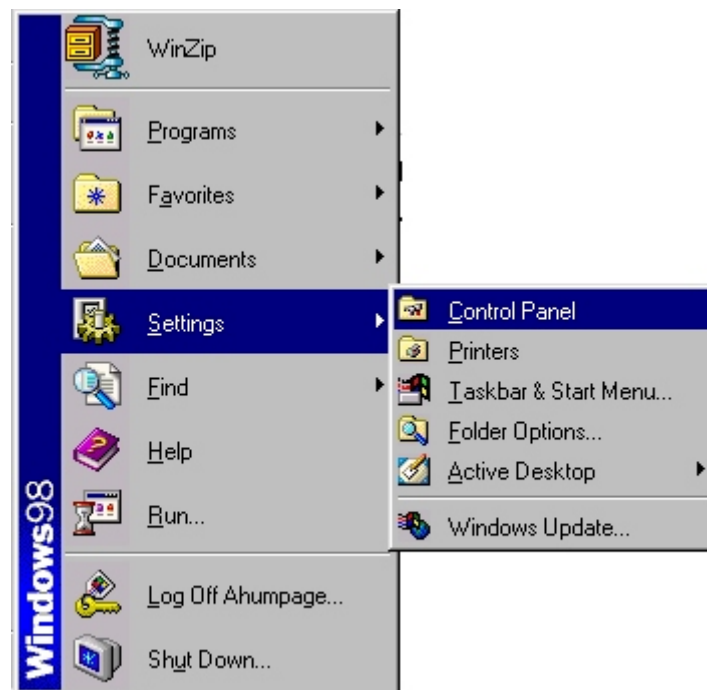 WinZip
Programs
Favorites
Documents
Settings
Find
Help
Run...
Log Off Ahumpage...
Shut Down...
Windows98
Control Panel
Printers
Taskbar & Start Menu...
Folder Options...
Active Desktop
Windows Update...